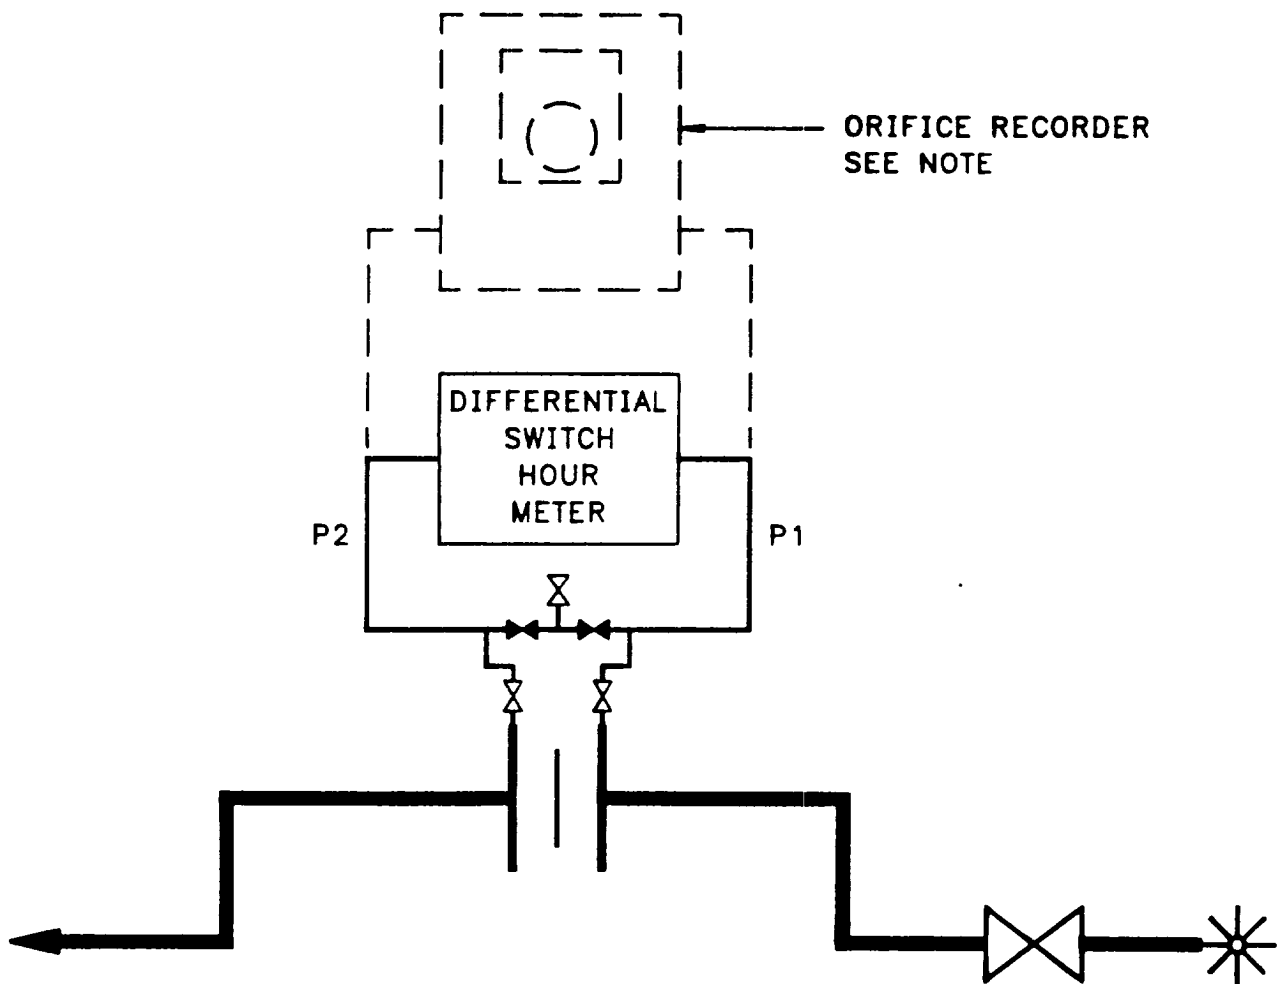 ORIFICE RECORDER
SEE NOTE
DIFFERENTIAL
SWITCH
HOUR
METER
P2
P1